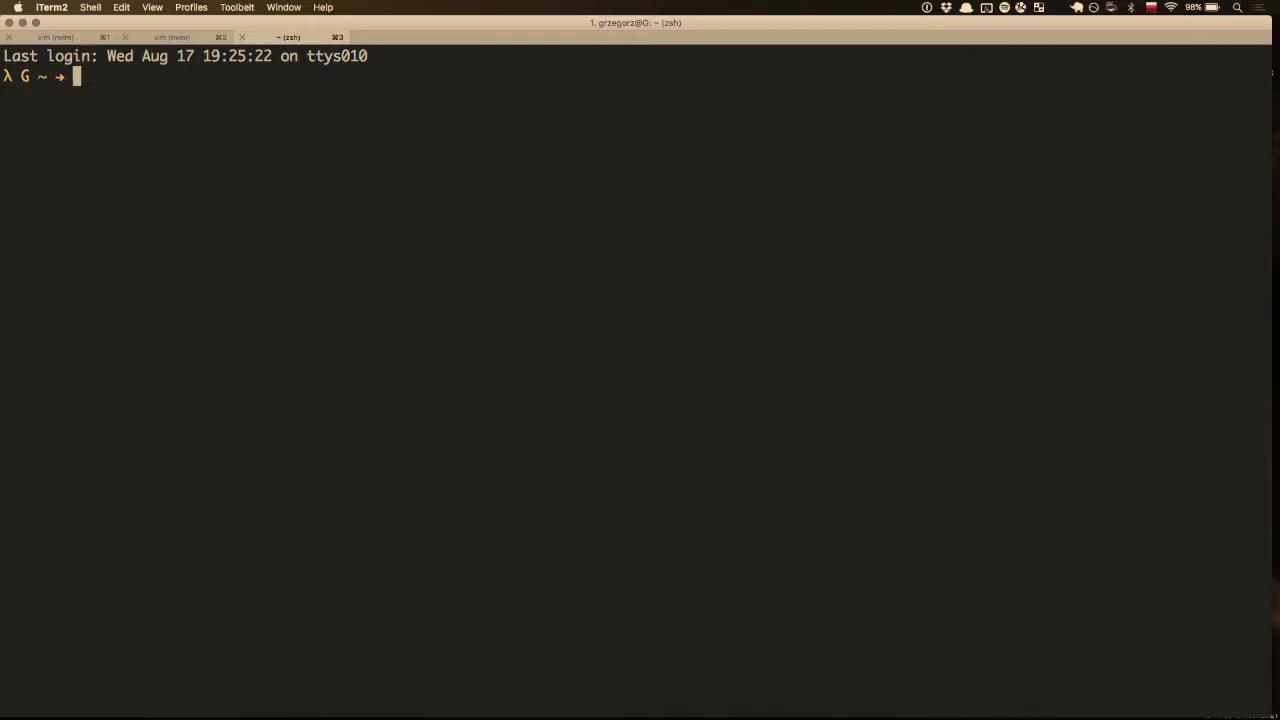 iTerm2 Shell Edit View Profiles Toolbelt Window Help 98%
1. grzegorz@G: ~ (zsh)
vim (nvim) ⌘1 vim (nvim) ⌘2 ~ (zsh) ⌘3
Last login: Wed Aug 17 19:25:22 on ttys010
λ G ~ →